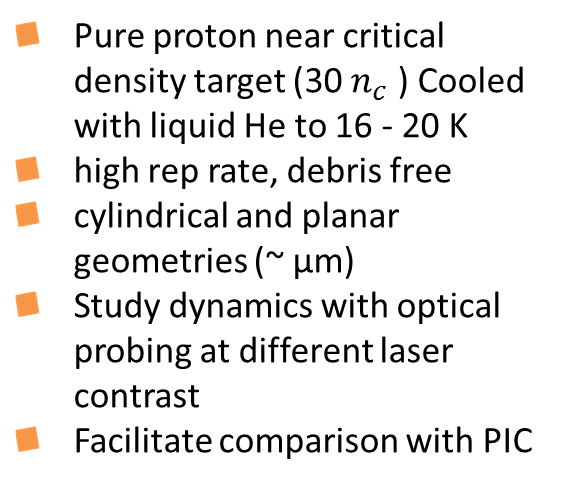 Pure proton near critical
density target (30 n_c ) Cooled
with liquid He to 16 - 20 K
high rep rate, debris free
cylindrical and planar
geometries (~ µm)
Study dynamics with optical
probing at different laser
contrast
Facilitate comparison with PIC